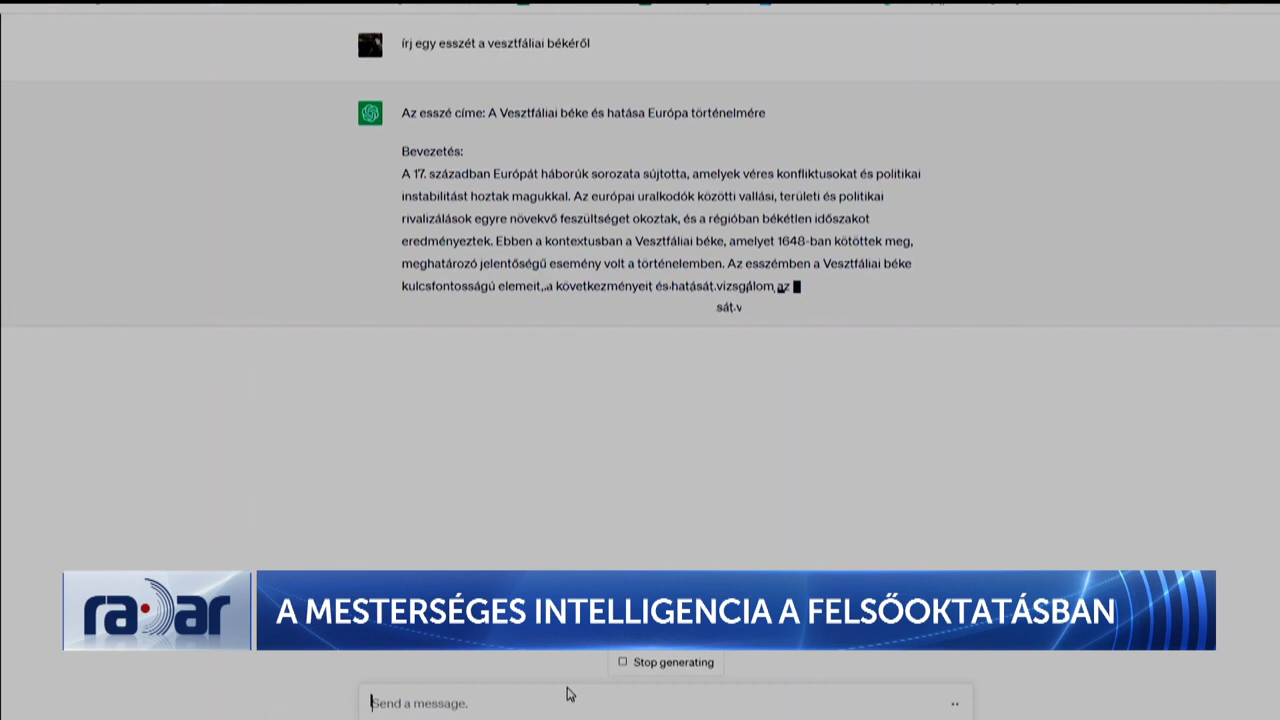 írj egy esszét a vesztfáliai békéről
Az esszé címe: A Vesztfáliai béke és hatása Európa történelmére
Bevezetés:
A 17. században Európát háborúk sorozata sújtotta, amelyek véres konfliktusokat és politikai
instabilitást hoztak magukkal. Az európai uralkodók közötti vallási, területi és politikai
rivalizálások egyre növekvő feszültséget okoztak, és a régióban békétlen időszakot
eredményeztek. Ebben a kontextusban a Vesztfáliai béke, amelyet 1648-ban kötöttek meg,
meghatározó jelentőségű esemény volt a történelemben. Az esszémben a Vesztfáliai béke
kulcsfontosságú elemeit, a következményeit és hatását vizsgálom az
sát v
radar
A MESTERSÉGES INTELLIGENCIA A FELSŐOKTATÁSBAN
Stop generating
Send a message.